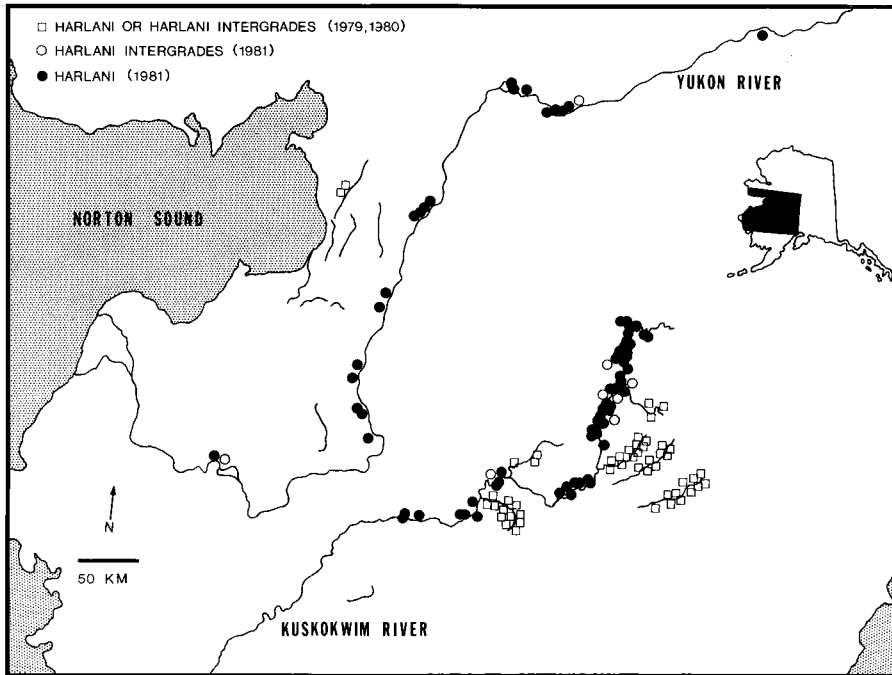 HARLANI OR HARLANI INTERGRADES (1979,1980)
HARLANI INTERGRADES (1981)
HARLANI (1981)
YUKON RIVER
NORTON SOUND
N
50 KM
KUSKOKWIM RIVER